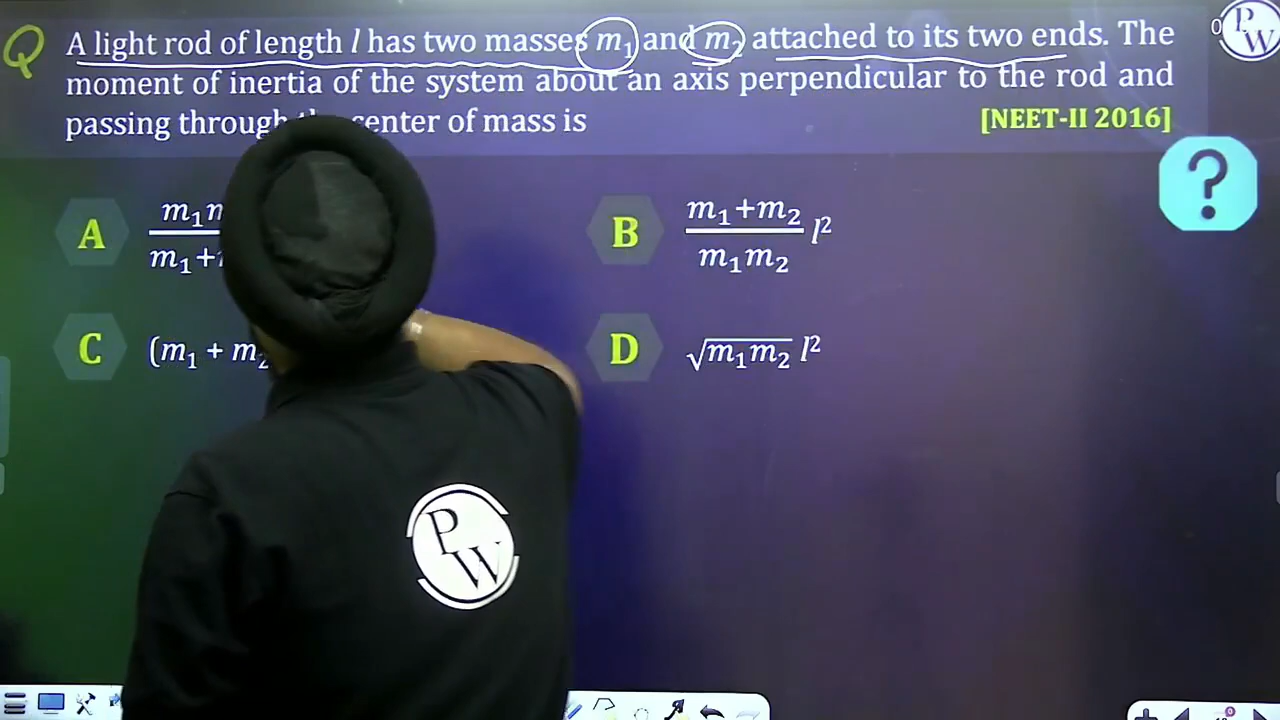 Q A light rod of length l has two masses m₁ and m₂ attached to its two ends. The
moment of inertia of the system about an axis perpendicular to the rod and
passing through center of mass is [NEET-II 2016]
A m₁ / m₁+
B m₁+m₂ / m₁m₂ l²
C (m₁ + m₂
D √m₁m₂ l²
?
PW
0
PW